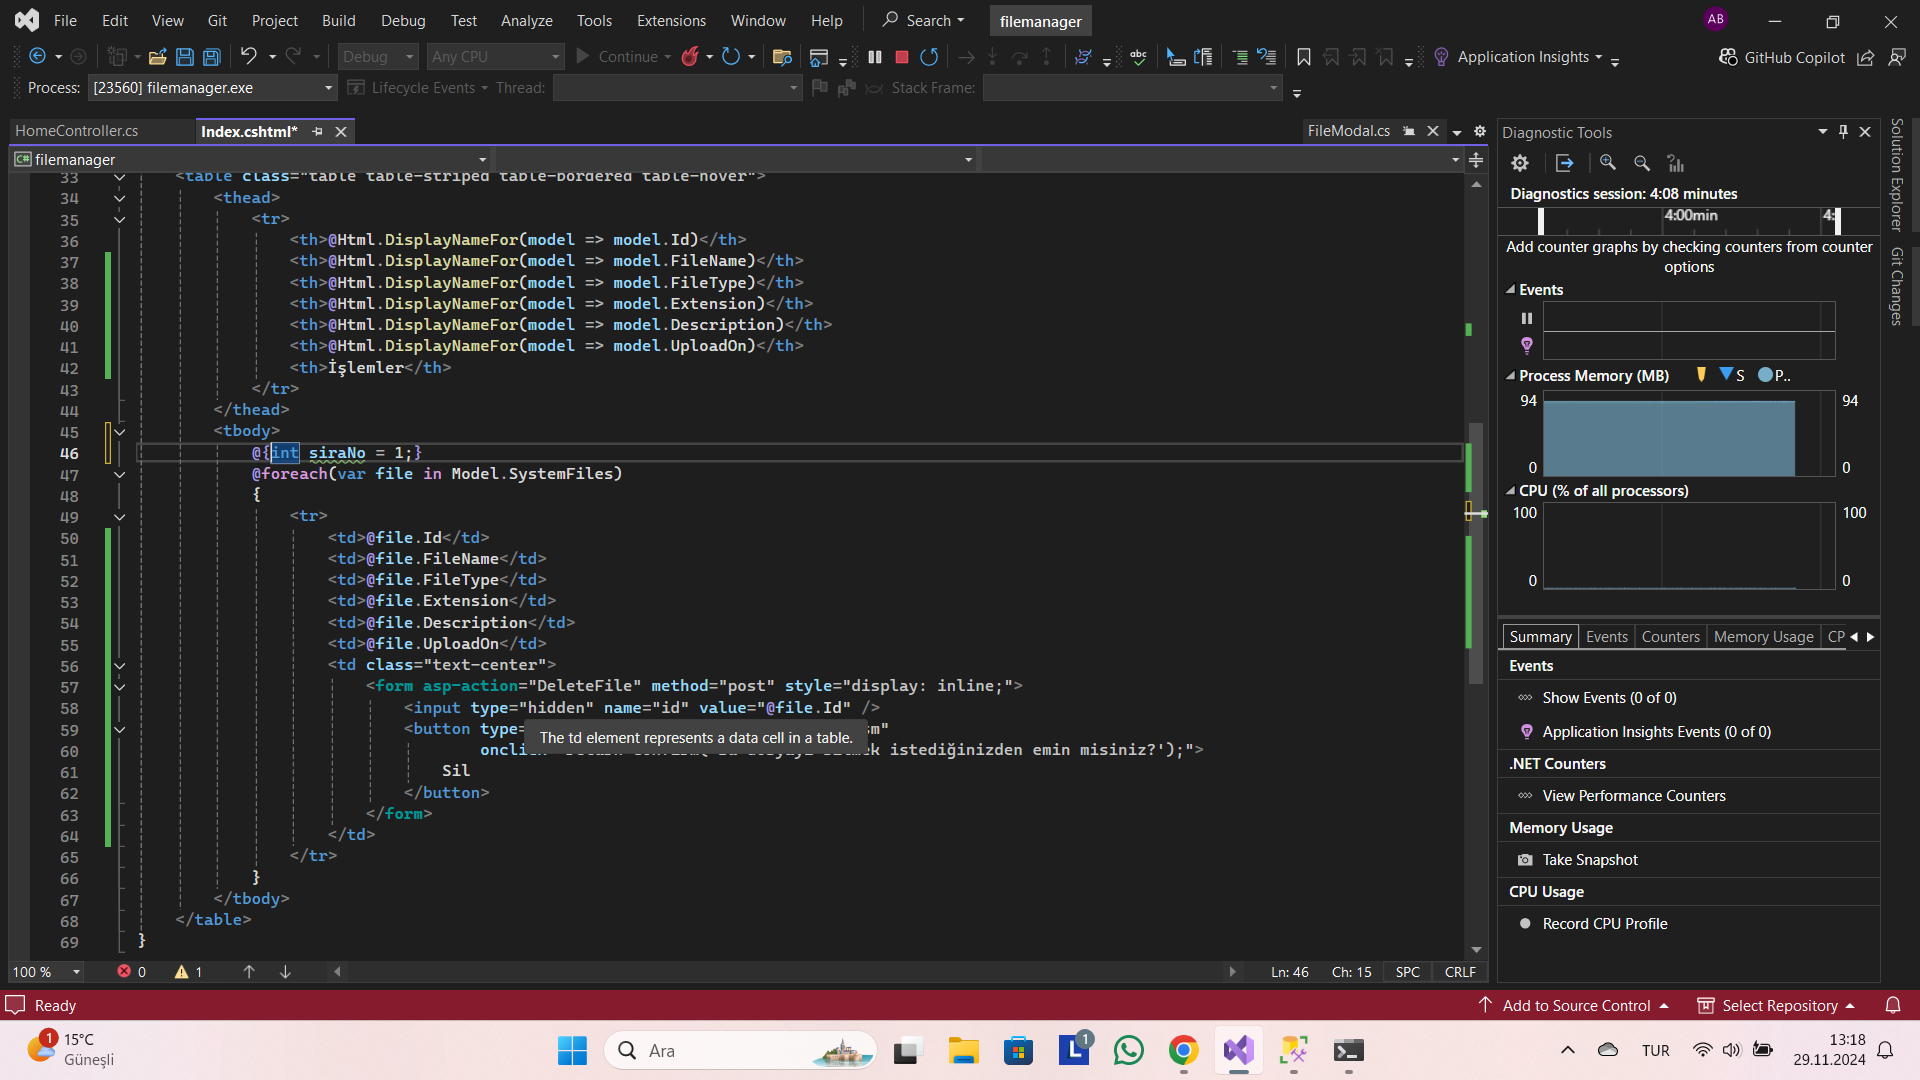 File Edit View Git Project Build Debug Test Analyze Tools Extensions Window Help Search filemanager AB
Debug Any CPU Continue Application Insights GitHub Copilot
Process: [23560] filemanager.exe Lifecycle Events Thread: Stack Frame:
HomeController.cs Index.cshtml* FileModal.cs
filemanager
33 <table class="table table-striped table-bordered table-hover">
34 <thead>
35 <tr>
36 <th>@Html.DisplayNameFor(model => model.Id)</th>
37 <th>@Html.DisplayNameFor(model => model.FileName)</th>
38 <th>@Html.DisplayNameFor(model => model.FileType)</th>
39 <th>@Html.DisplayNameFor(model => model.Extension)</th>
40 <th>@Html.DisplayNameFor(model => model.Description)</th>
41 <th>@Html.DisplayNameFor(model => model.UploadOn)</th>
42 <th>İşlemler</th>
43 </tr>
44 </thead>
45 <tbody>
46 @{int siraNo = 1;}
47 @foreach(var file in Model.SystemFiles)
48 {
49 <tr>
50 <td>@file.Id</td>
51 <td>@file.FileName</td>
52 <td>@file.FileType</td>
53 <td>@file.Extension</td>
54 <td>@file.Description</td>
55 <td>@file.UploadOn</td>
56 <td class="text-center">
57 <form asp-action="DeleteFile" method="post" style="display: inline;">
58 <input type="hidden" name="id" value="@file.Id" />
59 <button type=
The td element represents a data cell in a table.
60 istediğinizden emin misiniz?');">
61 Sil
62 </button>
63 </form>
64 </td>
65 </tr>
66 }
67 </tbody>
68 </table>
69 }
100 % 0 1 Ln: 46 Ch: 15 SPC CRLF
Diagnostic Tools
Diagnostics session: 4:08 minutes
4:00min 4:
Add counter graphs by checking counters from counter
options
Events
Process Memory (MB) S P..
94 94
0 0
CPU (% of all processors)
100 100
0 0
Summary Events Counters Memory Usage CP
Events
Show Events (0 of 0)
Application Insights Events (0 of 0)
.NET Counters
View Performance Counters
Memory Usage
Take Snapshot
CPU Usage
Record CPU Profile
Solution Explorer
Git Changes
Ready Add to Source Control Select Repository
1 15°C
Güneşli
Ara
1
TUR
13:18
29.11.2024